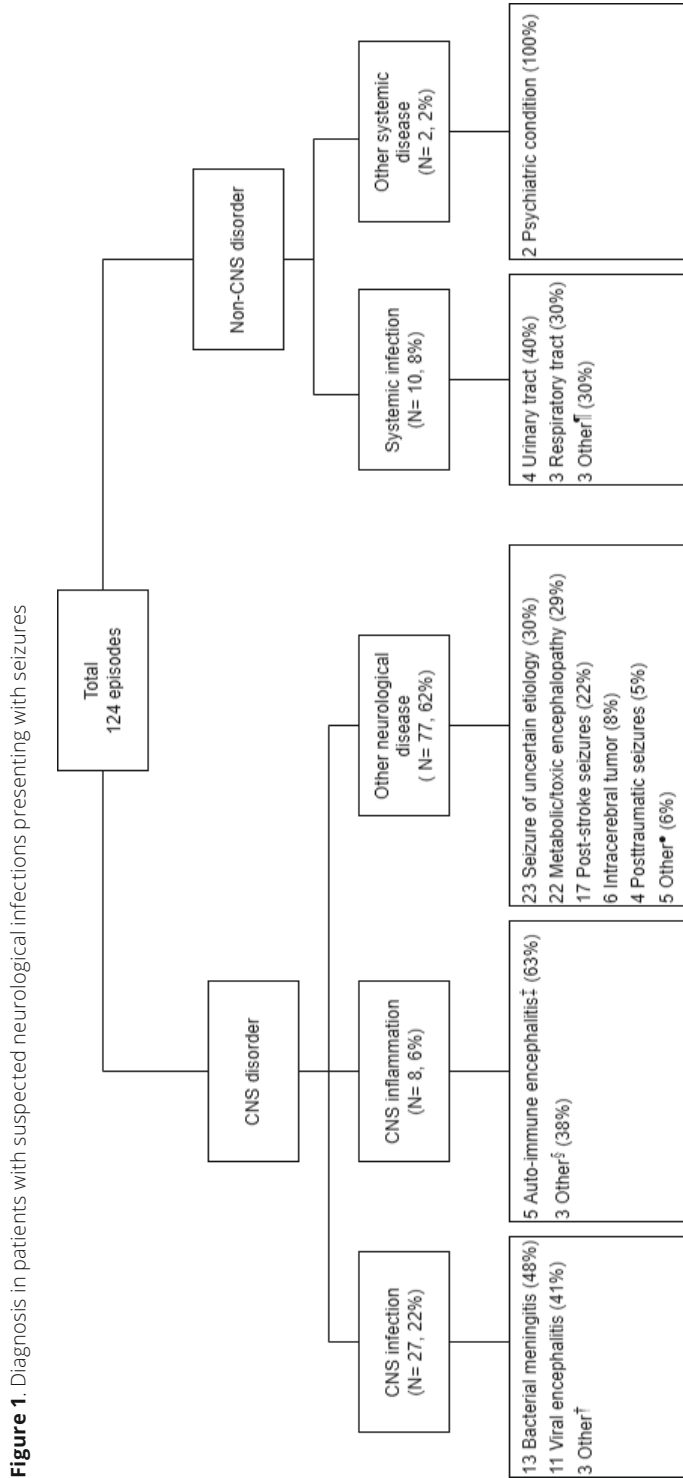 Figure 1. Diagnosis in patients with suspected neurological infections presenting with seizures
Total
124 episodes
CNS disorder
Non-CNS disorder
CNS infection
(N= 27, 22%)
CNS inflammation
(N= 8, 6%)
Other neurological
disease
( N= 77, 62%)
Systemic infection
(N= 10, 8%)
Other systemic
disease
(N= 2, 2%)
13 Bacterial meningitis (48%)
11 Viral encephalitis (41%)
3 Other†
5 Auto-immune encephalitis‡ (63%)
3 Other§ (38%)
23 Seizure of uncertain etiology (30%)
22 Metabolic/toxic encephalopathy (29%)
17 Post-stroke seizures (22%)
6 Intracerebral tumor (8%)
4 Posttraumatic seizures (5%)
5 Other• (6%)
4 Urinary tract (40%)
3 Respiratory tract (30%)
3 Other¶ (30%)
2 Psychiatric condition (100%)